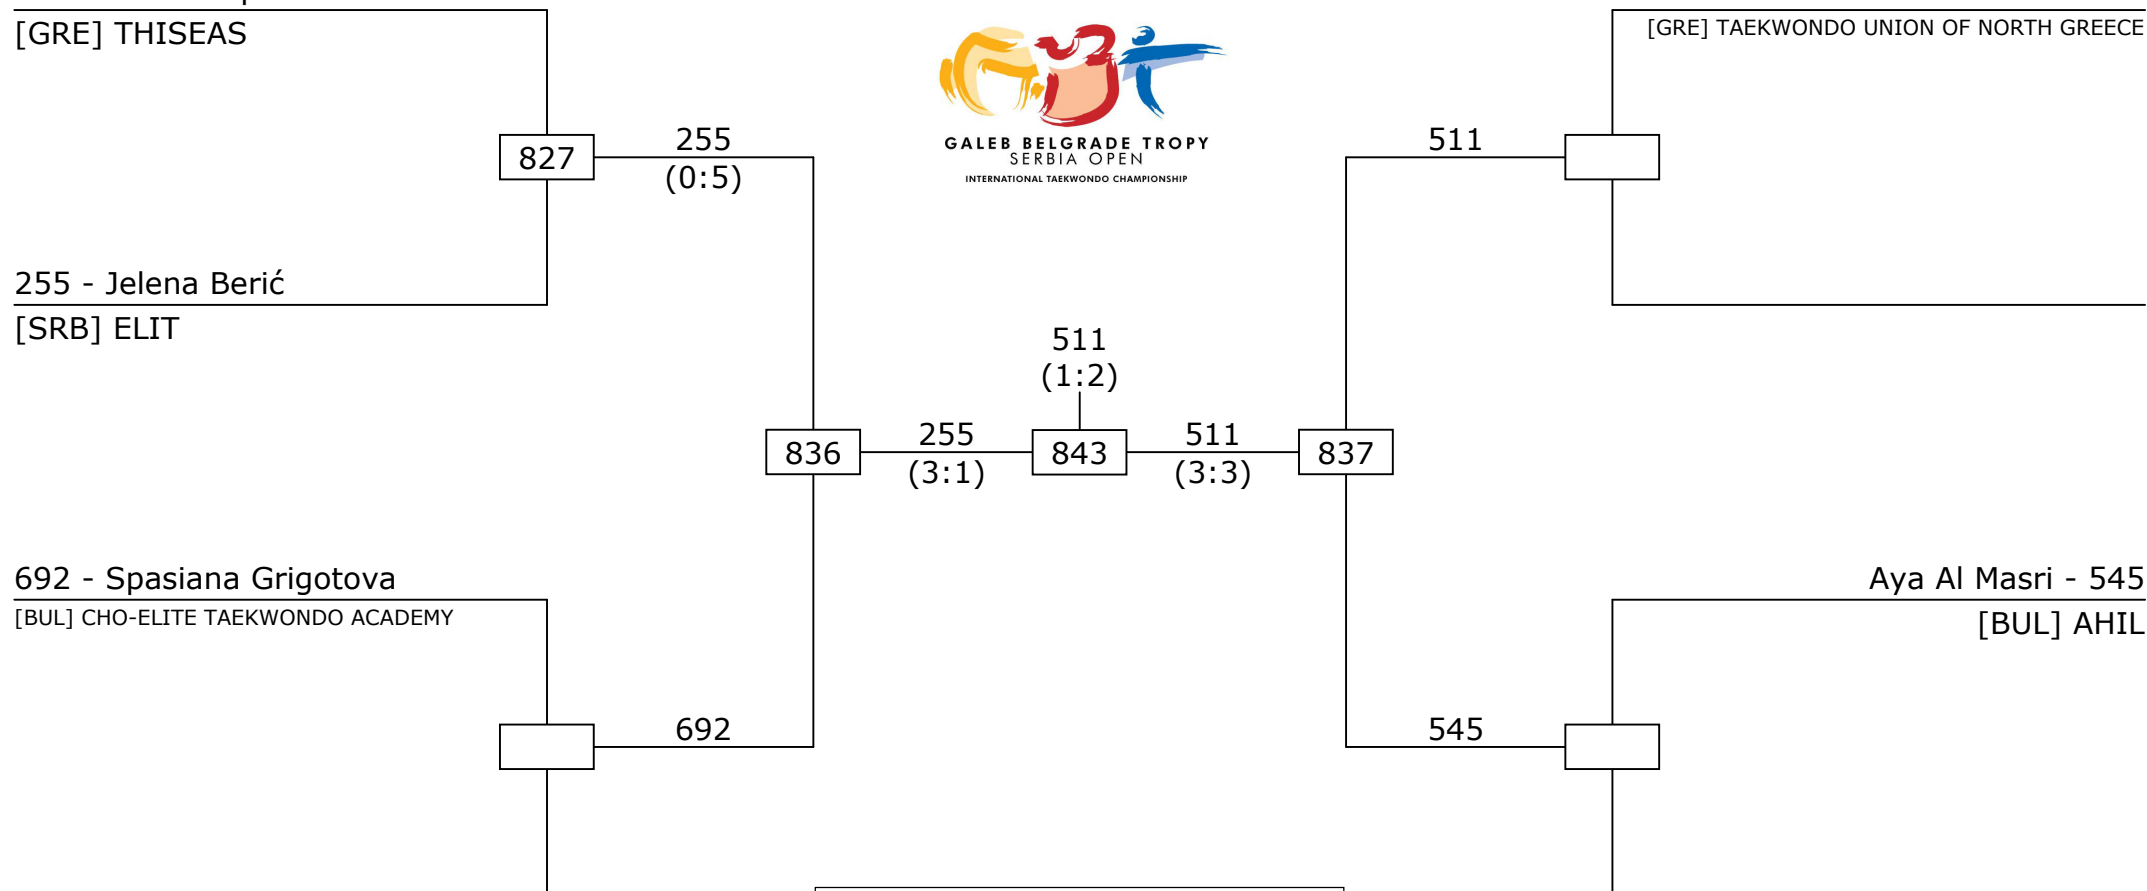 [GRE] THISEAS
[GRE] TAEKWONDO UNION OF NORTH GREECE
GALEB BELGRADE TROPY
SERBIA OPEN
INTERNATIONAL TAEKWONDO CHAMPIONSHIP
827
255
(0:5)
511
255 - Jelena Berić
[SRB] ELIT
511
(1:2)
836
255
(3:1)
843
511
(3:3)
837
692 - Spasiana Grigotova
[BUL] CHO-ELITE TAEKWONDO ACADEMY
Aya Al Masri - 545
[BUL] AHIL
692
545